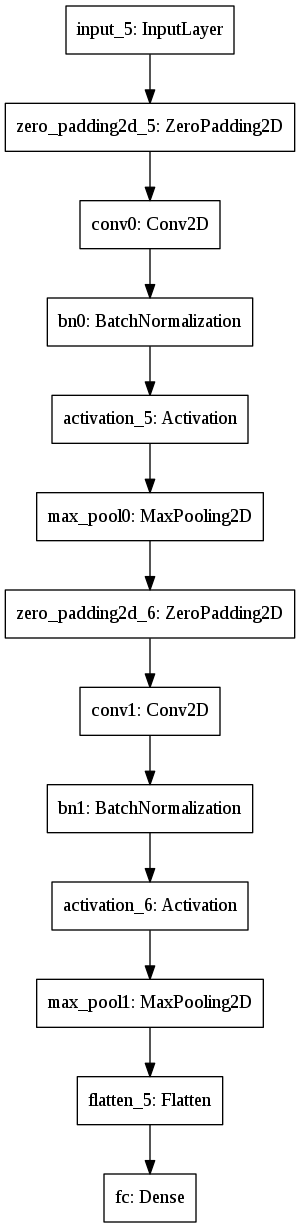 input_5: InputLayer
zero_padding2d_5: ZeroPadding2D
conv0: Conv2D
bn0: BatchNormalization
activation_5: Activation
max_pool0: MaxPooling2D
zero_padding2d_6: ZeroPadding2D
conv1: Conv2D
bn1: BatchNormalization
activation_6: Activation
max_pool1: MaxPooling2D
flatten_5: Flatten
fc: Dense